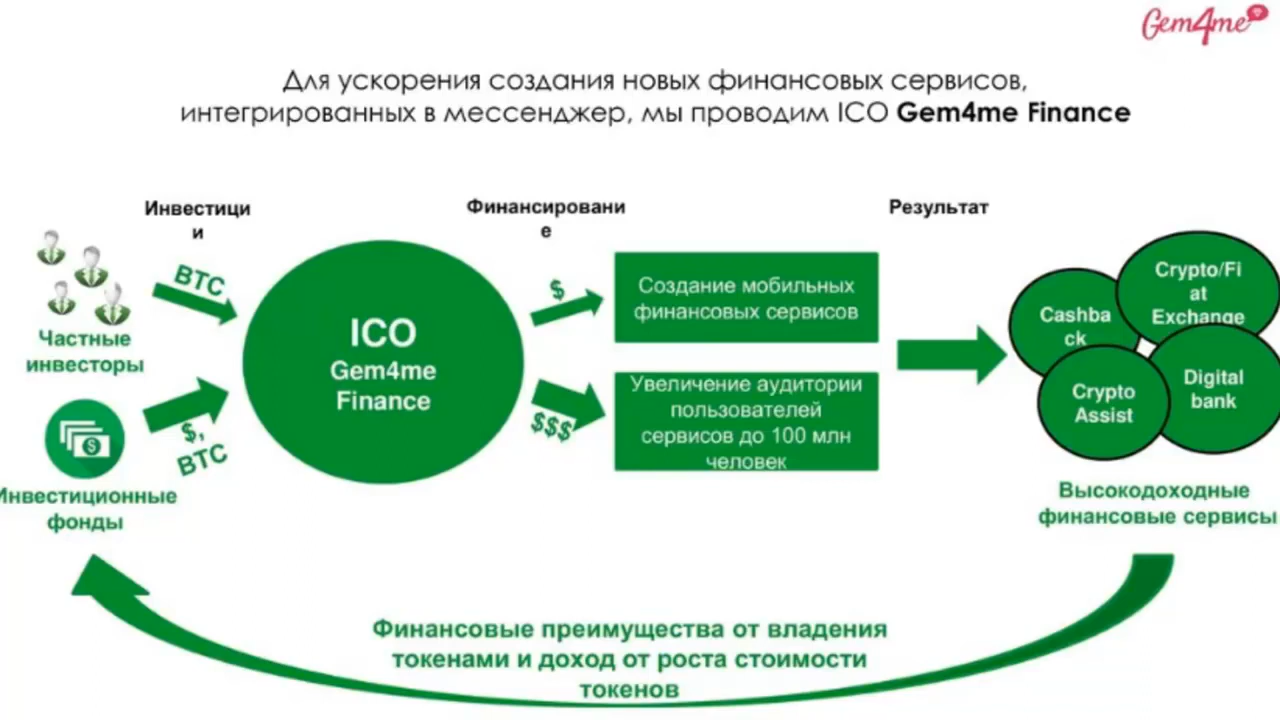 Gem4me
Для ускорения создания новых финансовых сервисов,
интегрированных в мессенджер, мы проводим ICO Gem4me Finance
Инвестици
и
Финансировани
е
Результат
BTC
Частные
инвесторы
$,
BTC
Инвестиционные
фонды
ICO
Gem4me
Finance
$
$$$
Создание мобильных
финансовых сервисов
Увеличение аудитории
пользователей
сервисов до 100 млн
человек
Cashba
ck
Crypto/Fi
at
Exchange
Crypto
Assist
Digital
bank
Высокодоходные
финансовые сервисы
Финансовые преимущества от владения
токенами и доход от роста стоимости
токенов